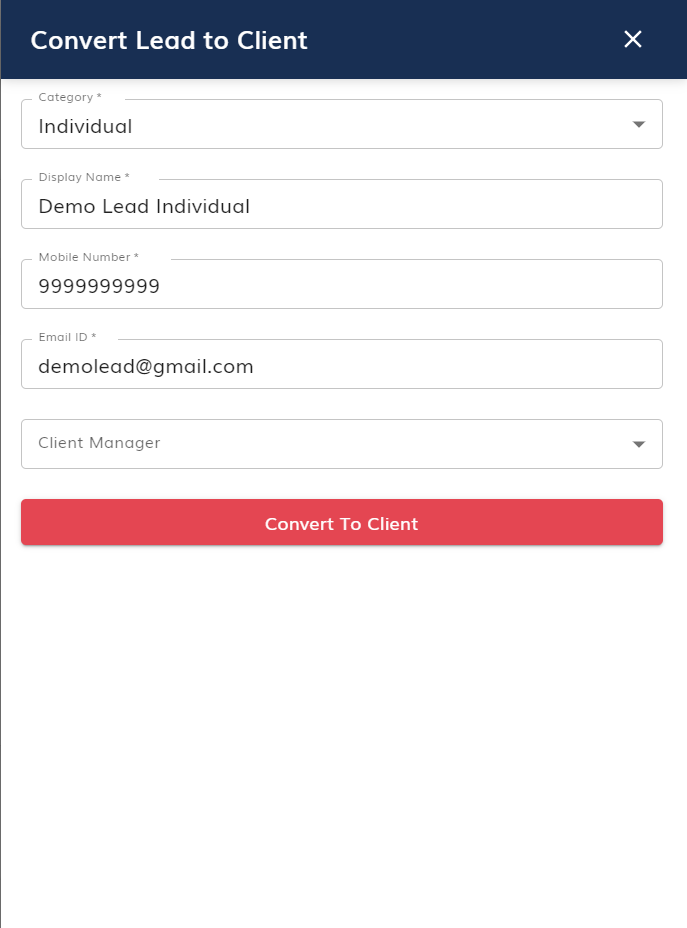 Convert Lead to Client
Category *
Individual
Display Name *
Demo Lead Individual
Mobile Number *
9999999999
Email ID *
demolead@gmail.com
Client Manager
Convert To Client